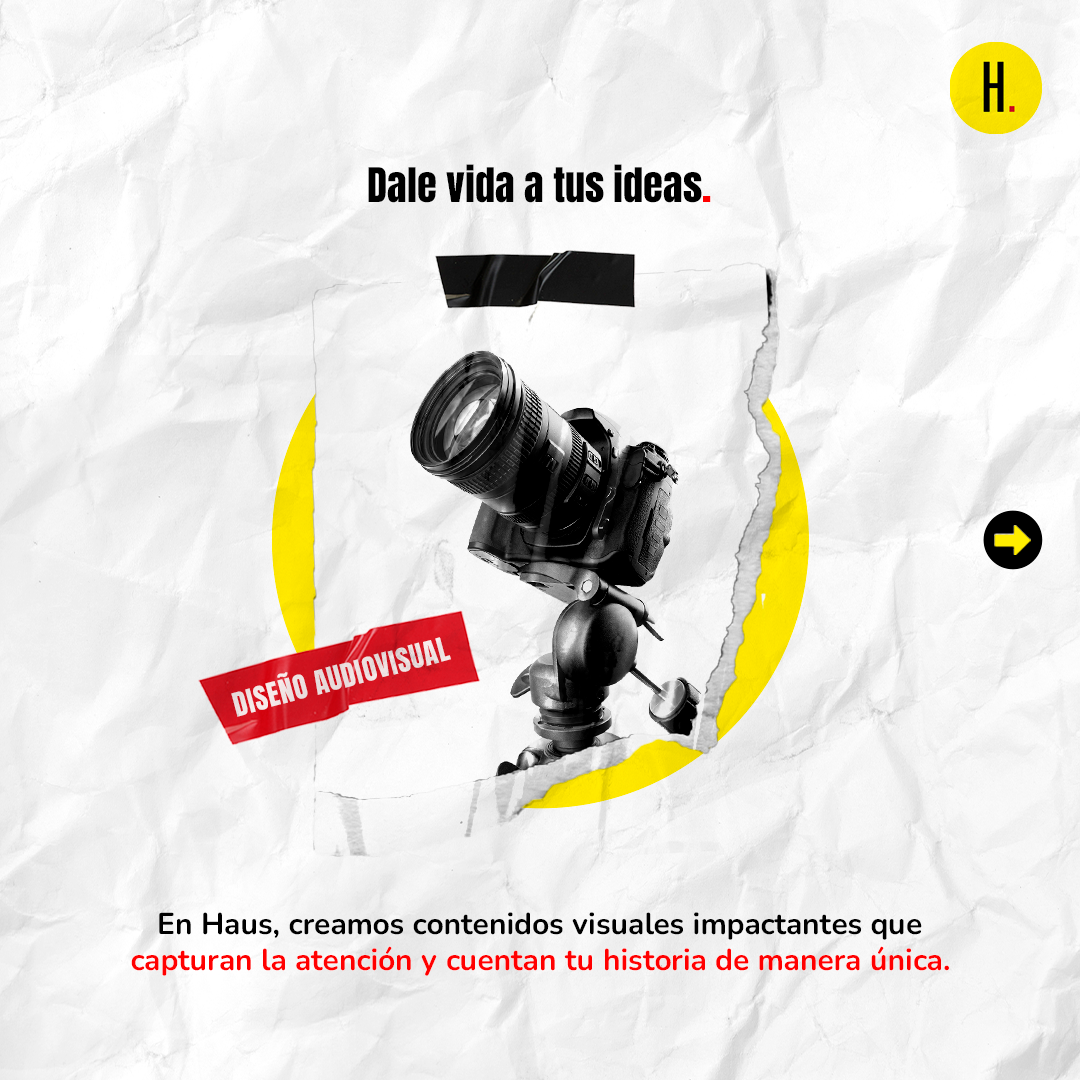 H.
Dale vida a tus ideas.
DISEÑO AUDIOVISUAL
En Haus, creamos contenidos visuales impactantes que
capturan la atención y cuentan tu historia de manera única.